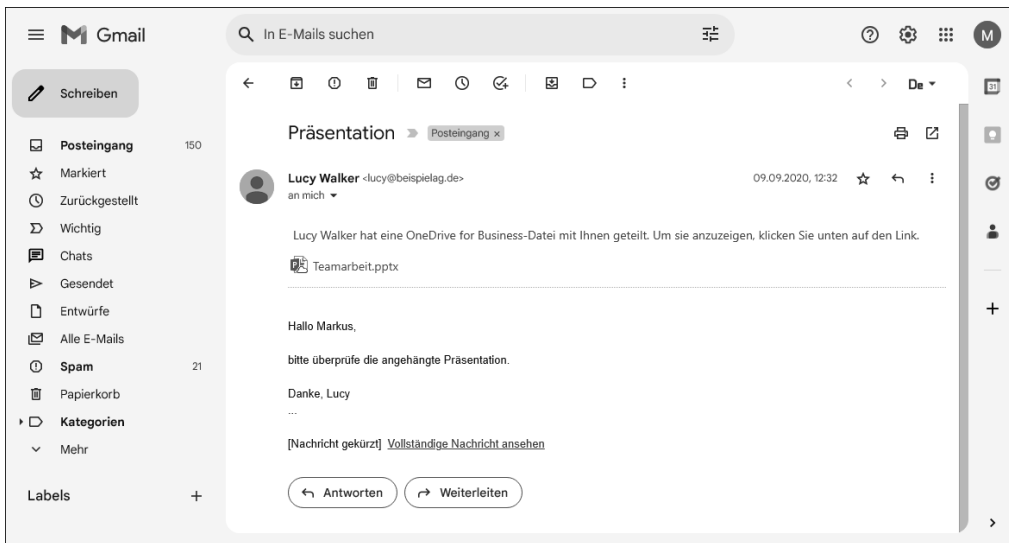 Gmail
In E-Mails suchen
M
Schreiben
Posteingang 150
Markiert
Zurückgestellt
Wichtig
Chats
Gesendet
Entwürfe
Alle E-Mails
Spam 21
Papierkorb
Kategorien
Mehr
Labels
De
31
Präsentation Posteingang x
Lucy Walker <lucy@beispielag.de> 09.09.2020, 12:32
an mich
Lucy Walker hat eine OneDrive for Business-Datei mit Ihnen geteilt. Um sie anzuzeigen, klicken Sie unten auf den Link.
Teamarbeit.pptx
Hallo Markus,
bitte überprüfe die angehängte Präsentation.
Danke, Lucy
...
[Nachricht gekürzt] Vollständige Nachricht ansehen
Antworten Weiterleiten